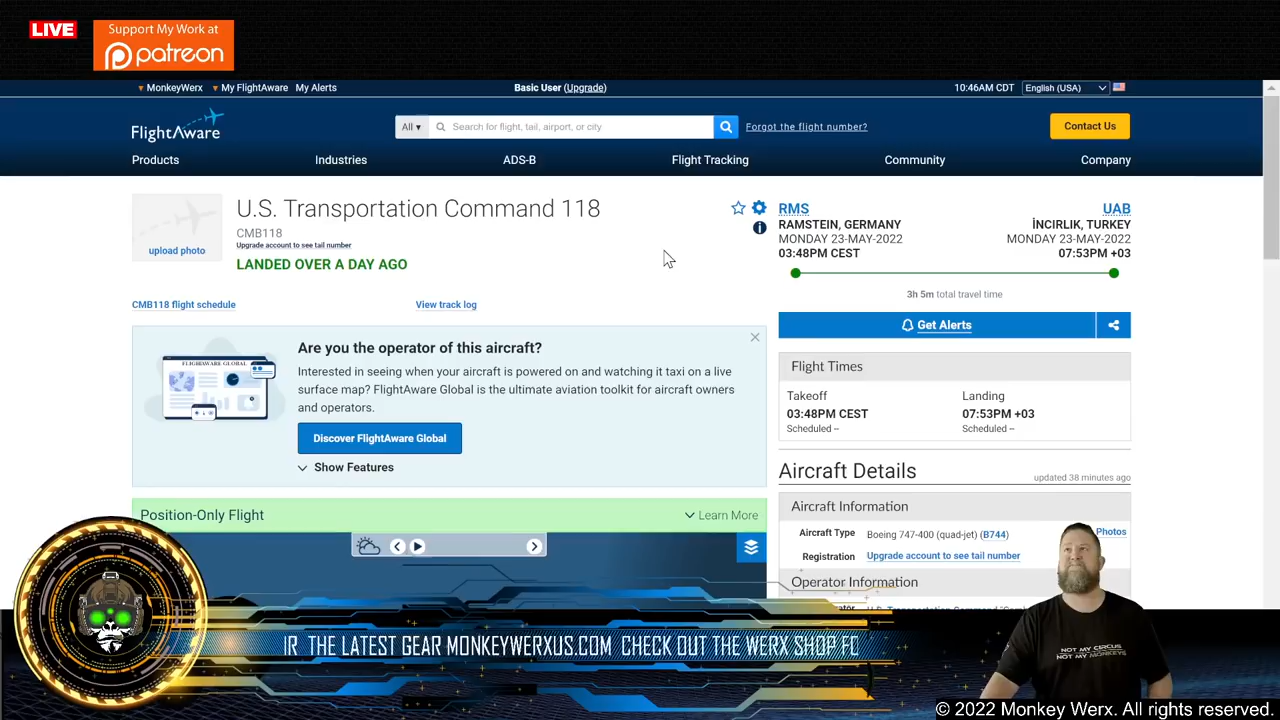 LIVE
Support My Work at
patreon
MonkeyWerx
My FlightAware
My Alerts
Basic User (Upgrade)
10:46AM CDT
English (USA)
FlightAware
All
Search for flight, tail, airport, or city
Forgot the flight number?
Contact Us
Products
Industries
ADS-B
Flight Tracking
Community
Company
upload photo
U.S. Transportation Command 118
CMB118
Upgrade account to see tail number
LANDED OVER A DAY AGO
RMS
UAB
RAMSTEIN, GERMANY
İNCIRLIK, TURKEY
MONDAY 23-MAY-2022
MONDAY 23-MAY-2022
03:48PM CEST
07:53PM +03
3h 5m total travel time
CMB118 flight schedule
View track log
Get Alerts
FLIGHTAWARE GLOBAL
Are you the operator of this aircraft?
Interested in seeing when your aircraft is powered on and watching it taxi on a live
surface map? FlightAware Global is the ultimate aviation toolkit for aircraft owners
and operators.
Discover FlightAware Global
Show Features
Flight Times
Takeoff
Landing
03:48PM CEST
07:53PM +03
Scheduled --
Scheduled --
Aircraft Details
updated 38 minutes ago
Aircraft Information
Aircraft Type
Boeing 747-400 (quad-jet) (B744)
Photos
Registration
Upgrade account to see tail number
Operator Information
Position-Only Flight
Learn More
IR THE LATEST GEAR MONKEYWERXUS.COM CHECK OUT THE WERX SHOP FC
NOT MY CIRCUS
NOT MY MONKEYS
© 2022 Monkey Werx. All rights reserved.